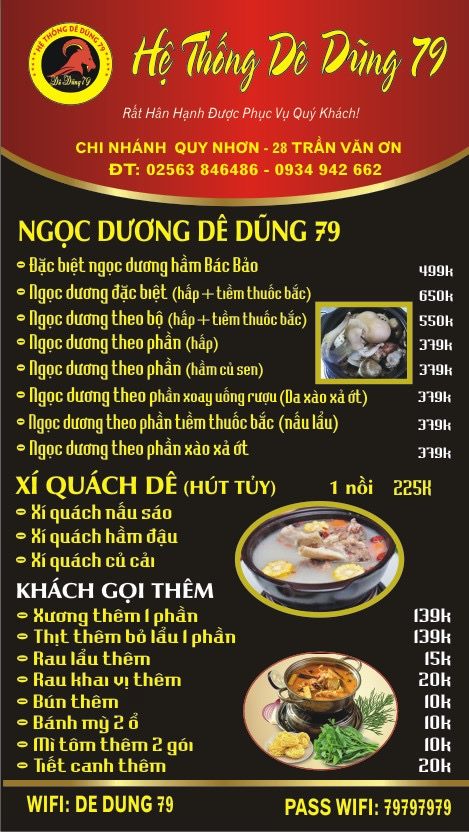 HỆ THỐNG DÊ DŨNG 79
Dê Dũng 79
Hệ Thống Dê Dũng 79
Rất Hân Hạnh Được Phục Vụ Quý Khách!
CHI NHÁNH QUY NHƠN - 28 TRẦN VĂN ƠN
ĐT: 02563 846486 - 0934 942 662
NGỌC DƯƠNG DÊ DŨNG 79
Đặc biệt ngọc dương hầm Bác Bảo 499k
Ngọc dương đặc biệt (hấp + tiềm thuốc bắc) 650k
Ngọc dương theo bộ (hấp + tiềm thuốc bắc) 550k
Ngọc dương theo phần (hấp) 379k
Ngọc dương theo phần (hầm củ sen) 379k
Ngọc dương theo phần xoay uống rượu (Da xào xả ớt) 379k
Ngọc dương theo phần tiềm thuốc bắc (nấu lẩu) 379k
Ngọc dương theo phần xào xả ớt 379k
XÍ QUÁCH DÊ (HÚT TỦY) 1 nồi 225K
Xí quách nấu sáo
Xí quách hầm đậu
Xí quách củ cải
KHÁCH GỌI THÊM
Xương thêm 1 phần 139k
Thịt thêm bỏ lẩu 1 phần 139k
Rau lẩu thêm 15k
Rau khai vị thêm 20k
Bún thêm 10k
Bánh mỳ 2 ổ 10k
Mì tôm thêm 2 gói 10k
Tiết canh thêm 20k
WIFI: DE DUNG 79 PASS WIFI: 79797979